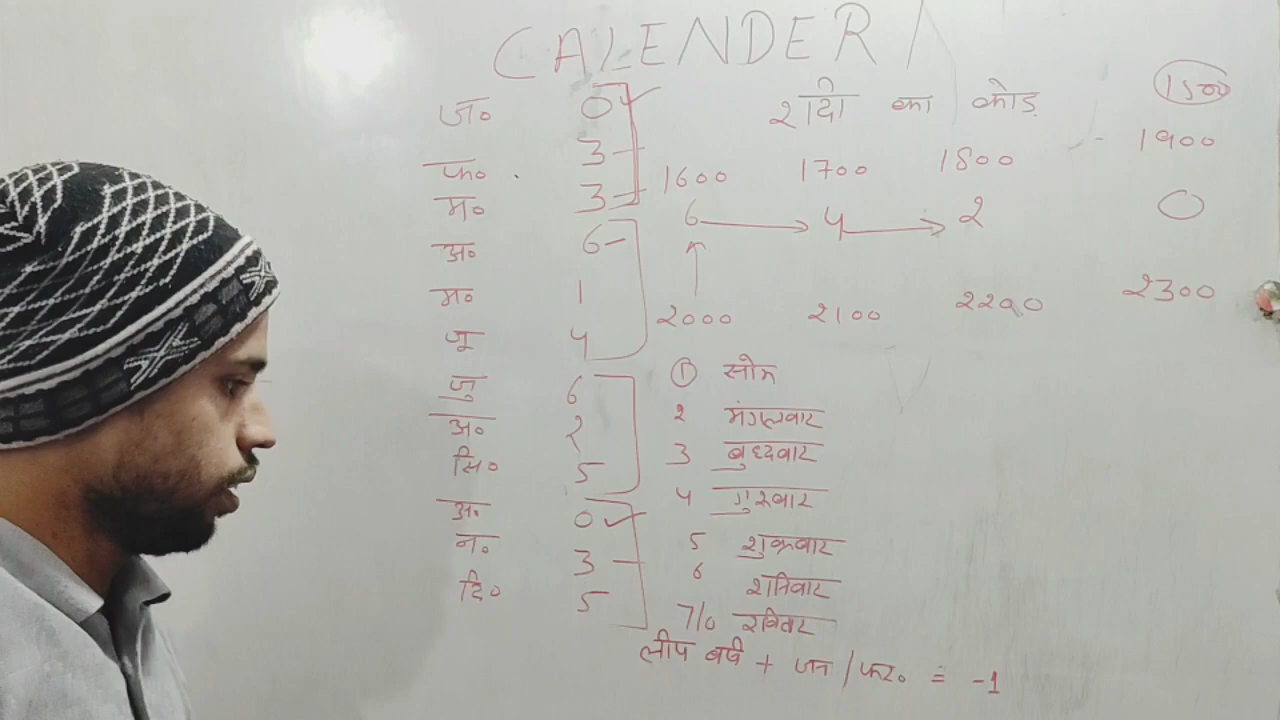 CALENDER
ज० 0
फ० 3
म० 3
अ० 6
म० 1
जू 4
जु 6
अ० 2
सि० 5
अ० 0
न० 3
दि० 5
शदी का कोड
1500
1600 1700 1800 1900
6 → 4 → 2 0
2000 2100 2200 2300
① सोम
2 मंगलवार
3 बुध्दवार
4 गुरुवार
5 शुक्रवार
6 शनिवार
7/0 रविवार
लीप बर्ष + जन / फर० = -1